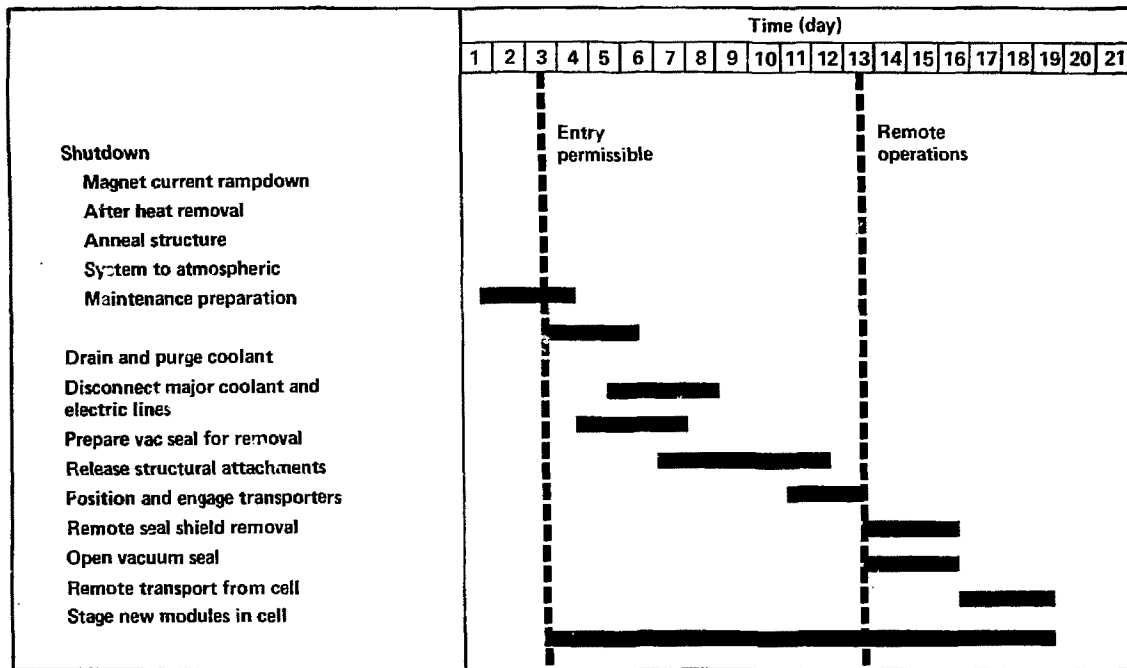 Time (day)
1 2 3 4 5 6 7 8 9 10 11 12 13 14 15 16 17 18 19 20 21
Entry
permissible
Remote
operations
Shutdown
Magnet current rampdown
After heat removal
Anneal structure
System to atmospheric
Maintenance preparation
Drain and purge coolant
Disconnect major coolant and
electric lines
Prepare vac seal for removal
Release structural attachments
Position and engage transporters
Remote seal shield removal
Open vacuum seal
Remote transport from cell
Stage new modules in cell